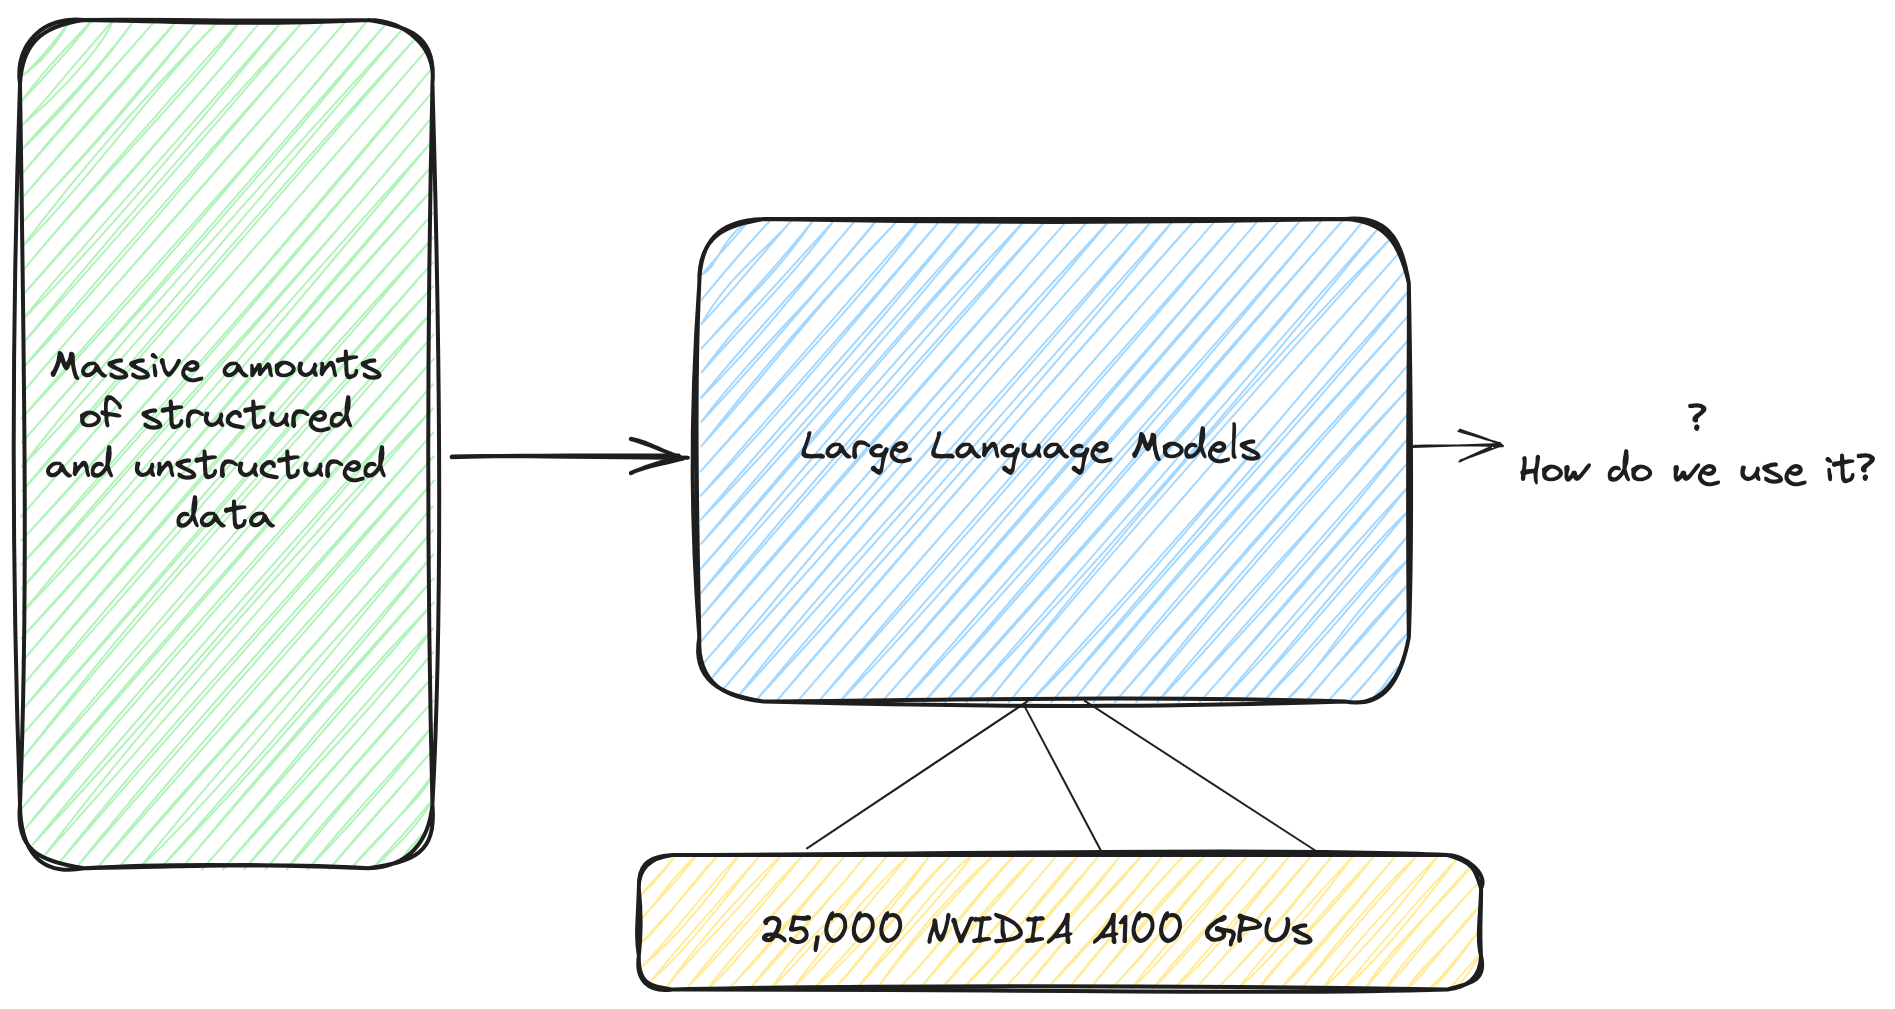 Massive amounts
of structured
and unstructured
data
Large Language Models
?
How do we use it?
25,000 NVIDIA A100 GPUs